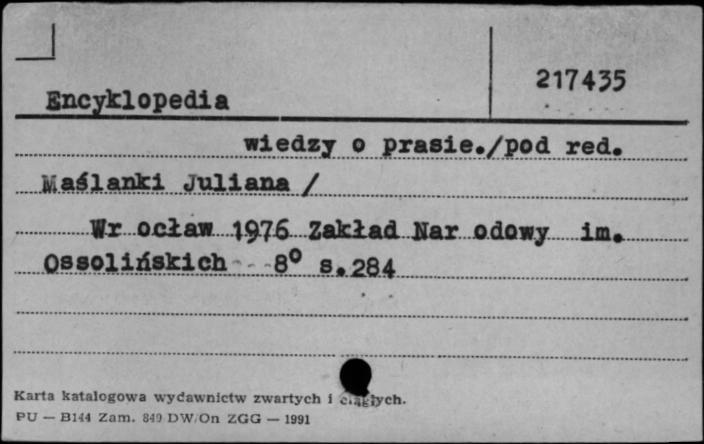 217435
Encyklopedia
wiedzy o prasie./pod red.
Maślanki Juliana /
Wr ocław 1976 Zakład Nar odowy im.
Ossolińskich - 8° s.284
Karta katalogowa wydawnictw zwartych i ciągłych.
PU — B144 Zam. 849 DW/On ZGG — 1991